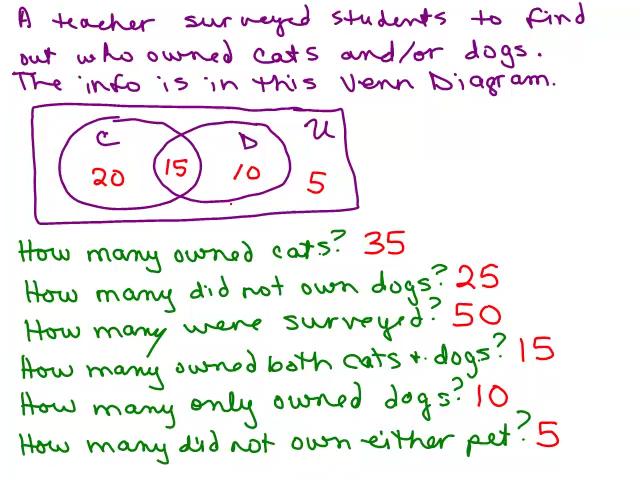 A teacher surveyed students to find
out who owned cats and/or dogs.
The info is in this Venn Diagram.
C D U
20 15 10 5
How many owned cats? 35
How many did not own dogs? 25
How many were surveyed? 50
How many owned both cats + dogs? 15
How many only owned dogs? 10
How many did not own either pet? 5